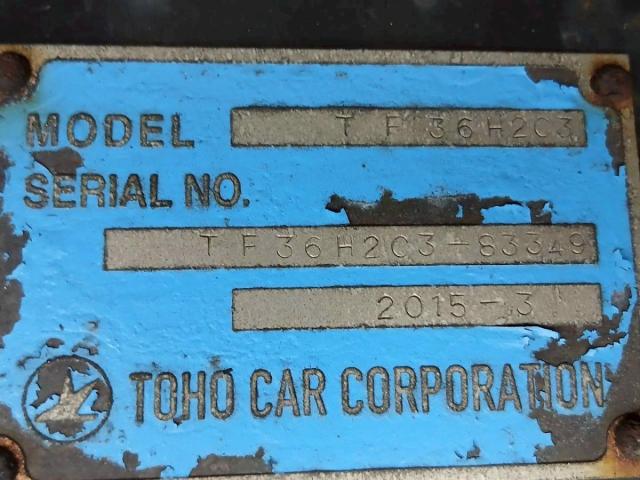 MODEL TF36H2C3
SERIAL NO.
TF36H2C3-83349
2015-3
TOHO CAR CORPORATION